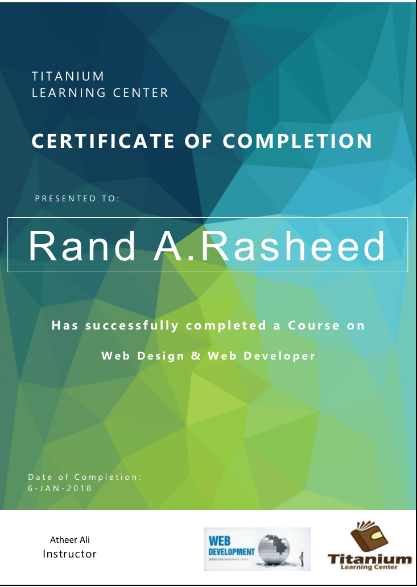 TITANIUM
LEARNING CENTER
CERTIFICATE OF COMPLETION
PRESENTED TO:
Rand A.Rasheed
Has successfully completed a Course on
Web Design & Web Developer
Date of Completion:
6-JAN-2018
Atheer Ali
Instructor
WEB
DEVELOPMENT
Titanium
Learning Center